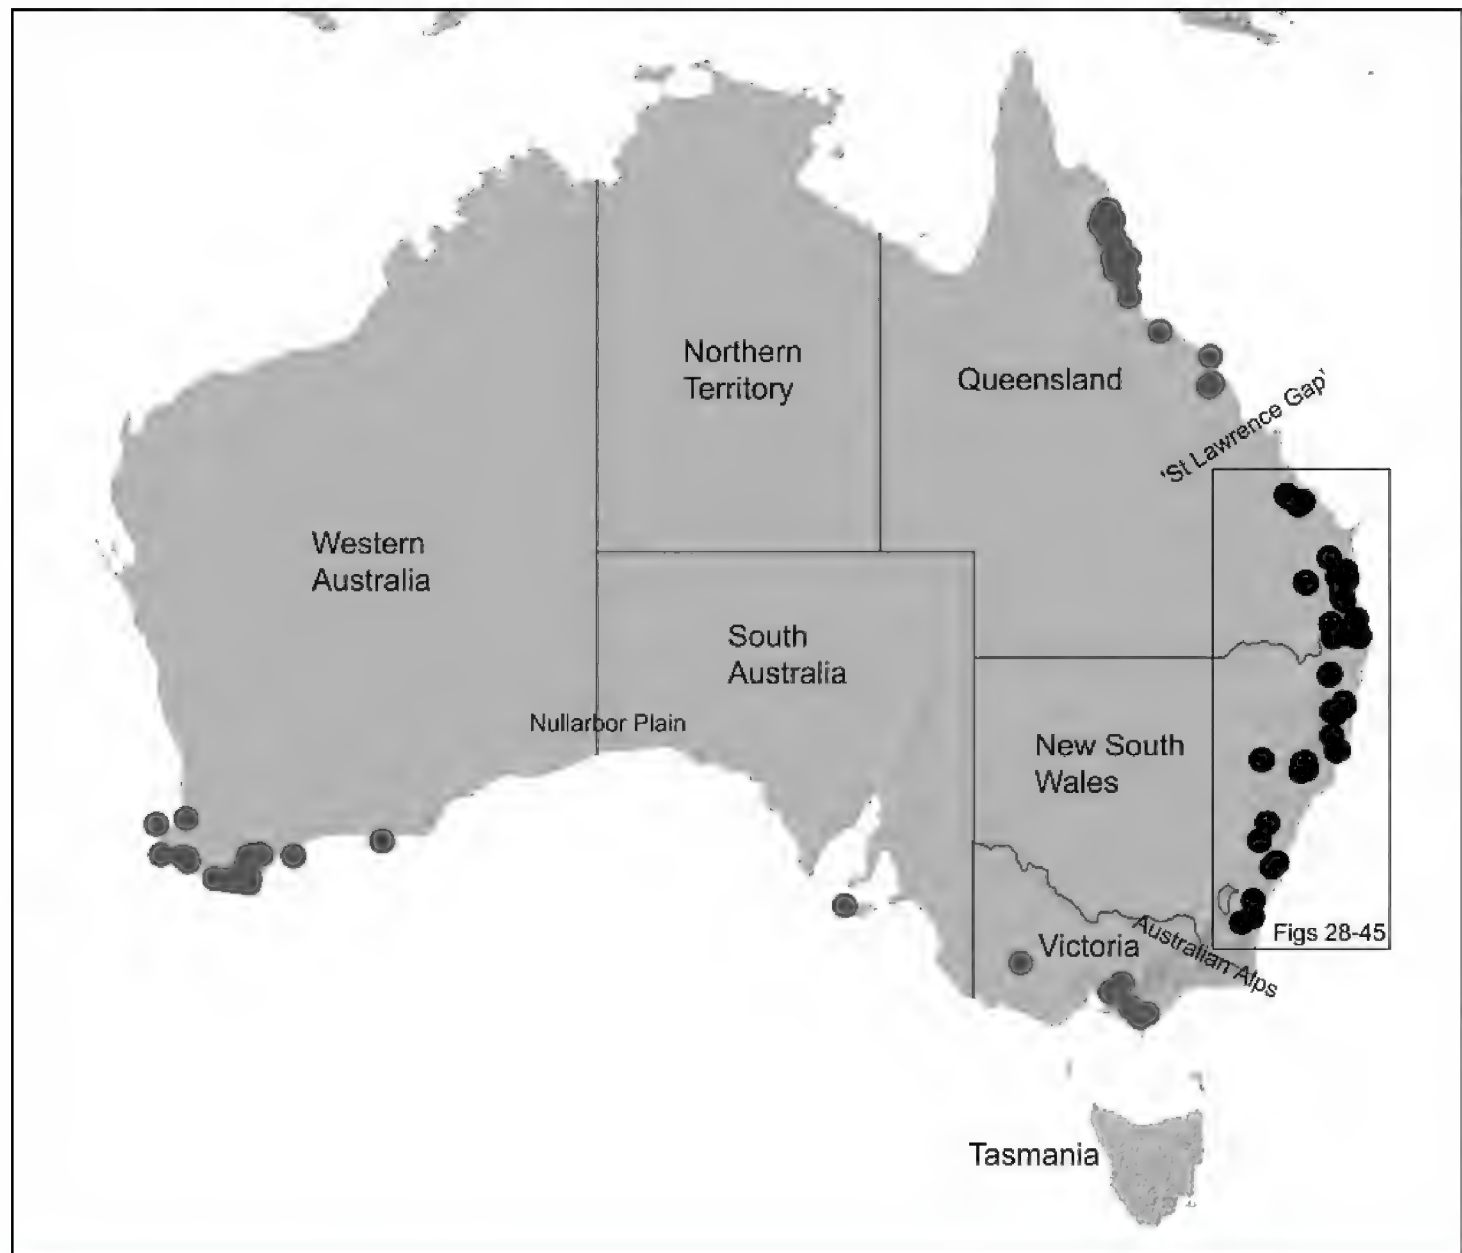 Northern
Territory
Queensland
'St Lawrence Gap'
Western
Australia
South
Australia
Nullarbor Plain
New South
Wales
Figs 28-45
Victoria
Australian Alps
Tasmania